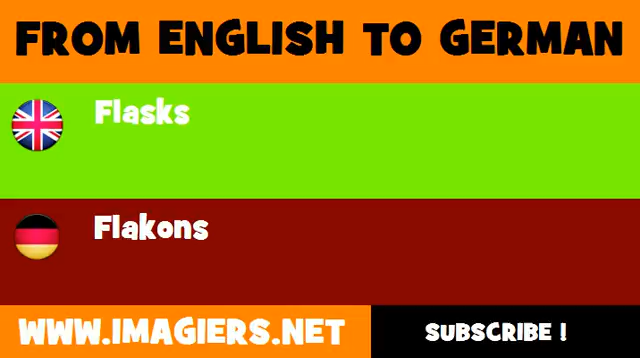 FROM ENGLISH TO GERMAN
Flasks
Flakons
WWW.IMAGIERS.NET
SUBSCRIBE !